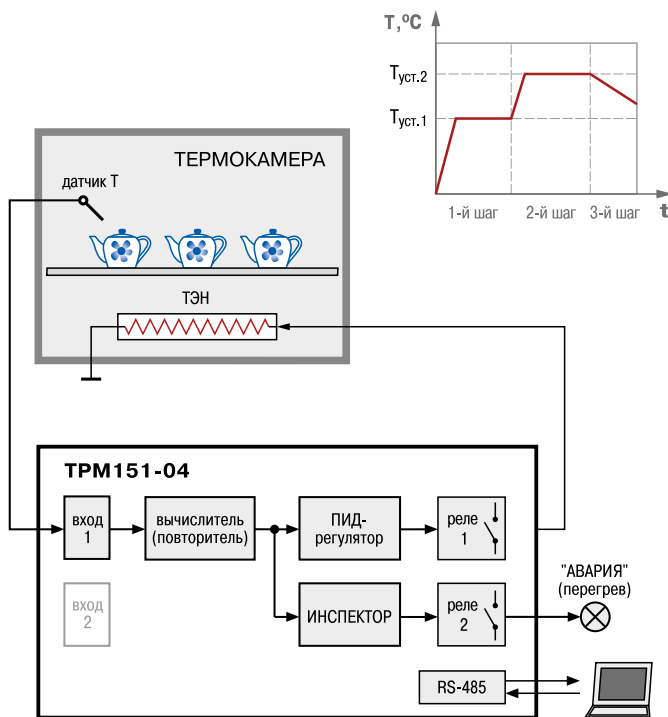 T,ºC
Tуст.2
Tуст.1
1-й шаг
2-й шаг
3-й шаг
t
ТЕРМОКАМЕРА
датчик T
ТЭН
ТРМ151-04
вход
1
вычислитель
(повторитель)
ПИД-
регулятор
реле
1
вход
2
ИНСПЕКТОР
реле
2
"АВАРИЯ"
(перегрев)
RS-485